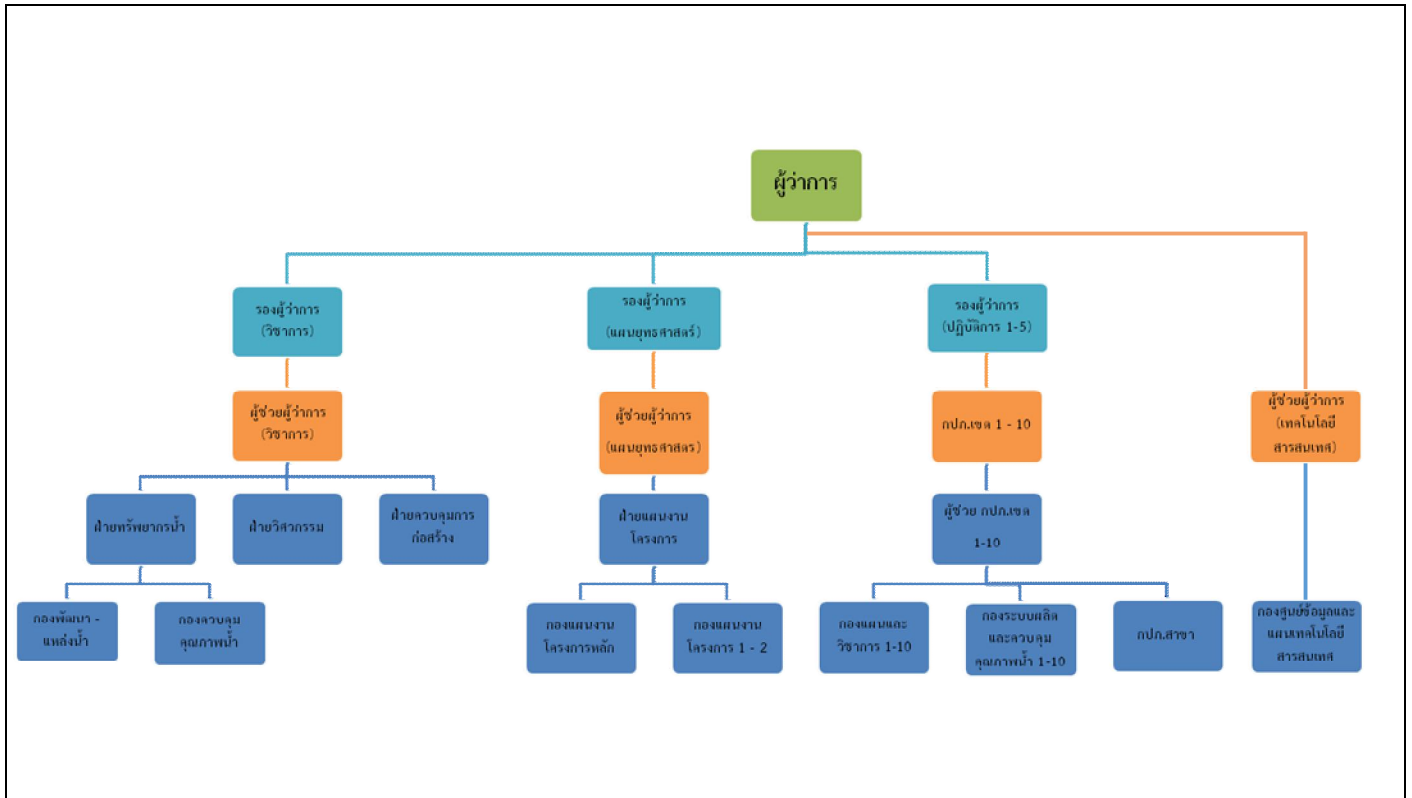 ผู้ว่าการ
รองผู้ว่าการ
(วิชาการ)
รองผู้ว่าการ
(แผนยุทธศาสตร์)
รองผู้ว่าการ
(ปฏิบัติการ 1-5)
ผู้ช่วยผู้ว่าการ
(วิชาการ)
ผู้ช่วยผู้ว่าการ
(แผนยุทธศาสตร)
กปภ.เขต 1 - 10
ผู้ช่วยผู้ว่าการ
(เทคโนโลยี
สารสนเทศ)
ฝ่ายทรัพยากรน้ำ
ฝ่ายวิศวกรรม
ฝ่ายควบคุมการ
ก่อสร้าง
ฝ่ายแผนงาน
โครงการ
ผู้ช่วย กปภ.เขต
1-10
กองพัฒนา -
แหล่งน้ำ
กองควบคุม
คุณภาพน้ำ
กองแผนงาน
โครงการหลัก
กองแผนงาน
โครงการ 1 - 2
กองแผนและ
วิชาการ 1-10
กองระบบผลิต
และควบคุม
คุณภาพน้ำ 1-10
กปภ.สาขา
กองศูนย์ข้อมูลและ
แผนเทคโนโลยี
สารสนเทศ